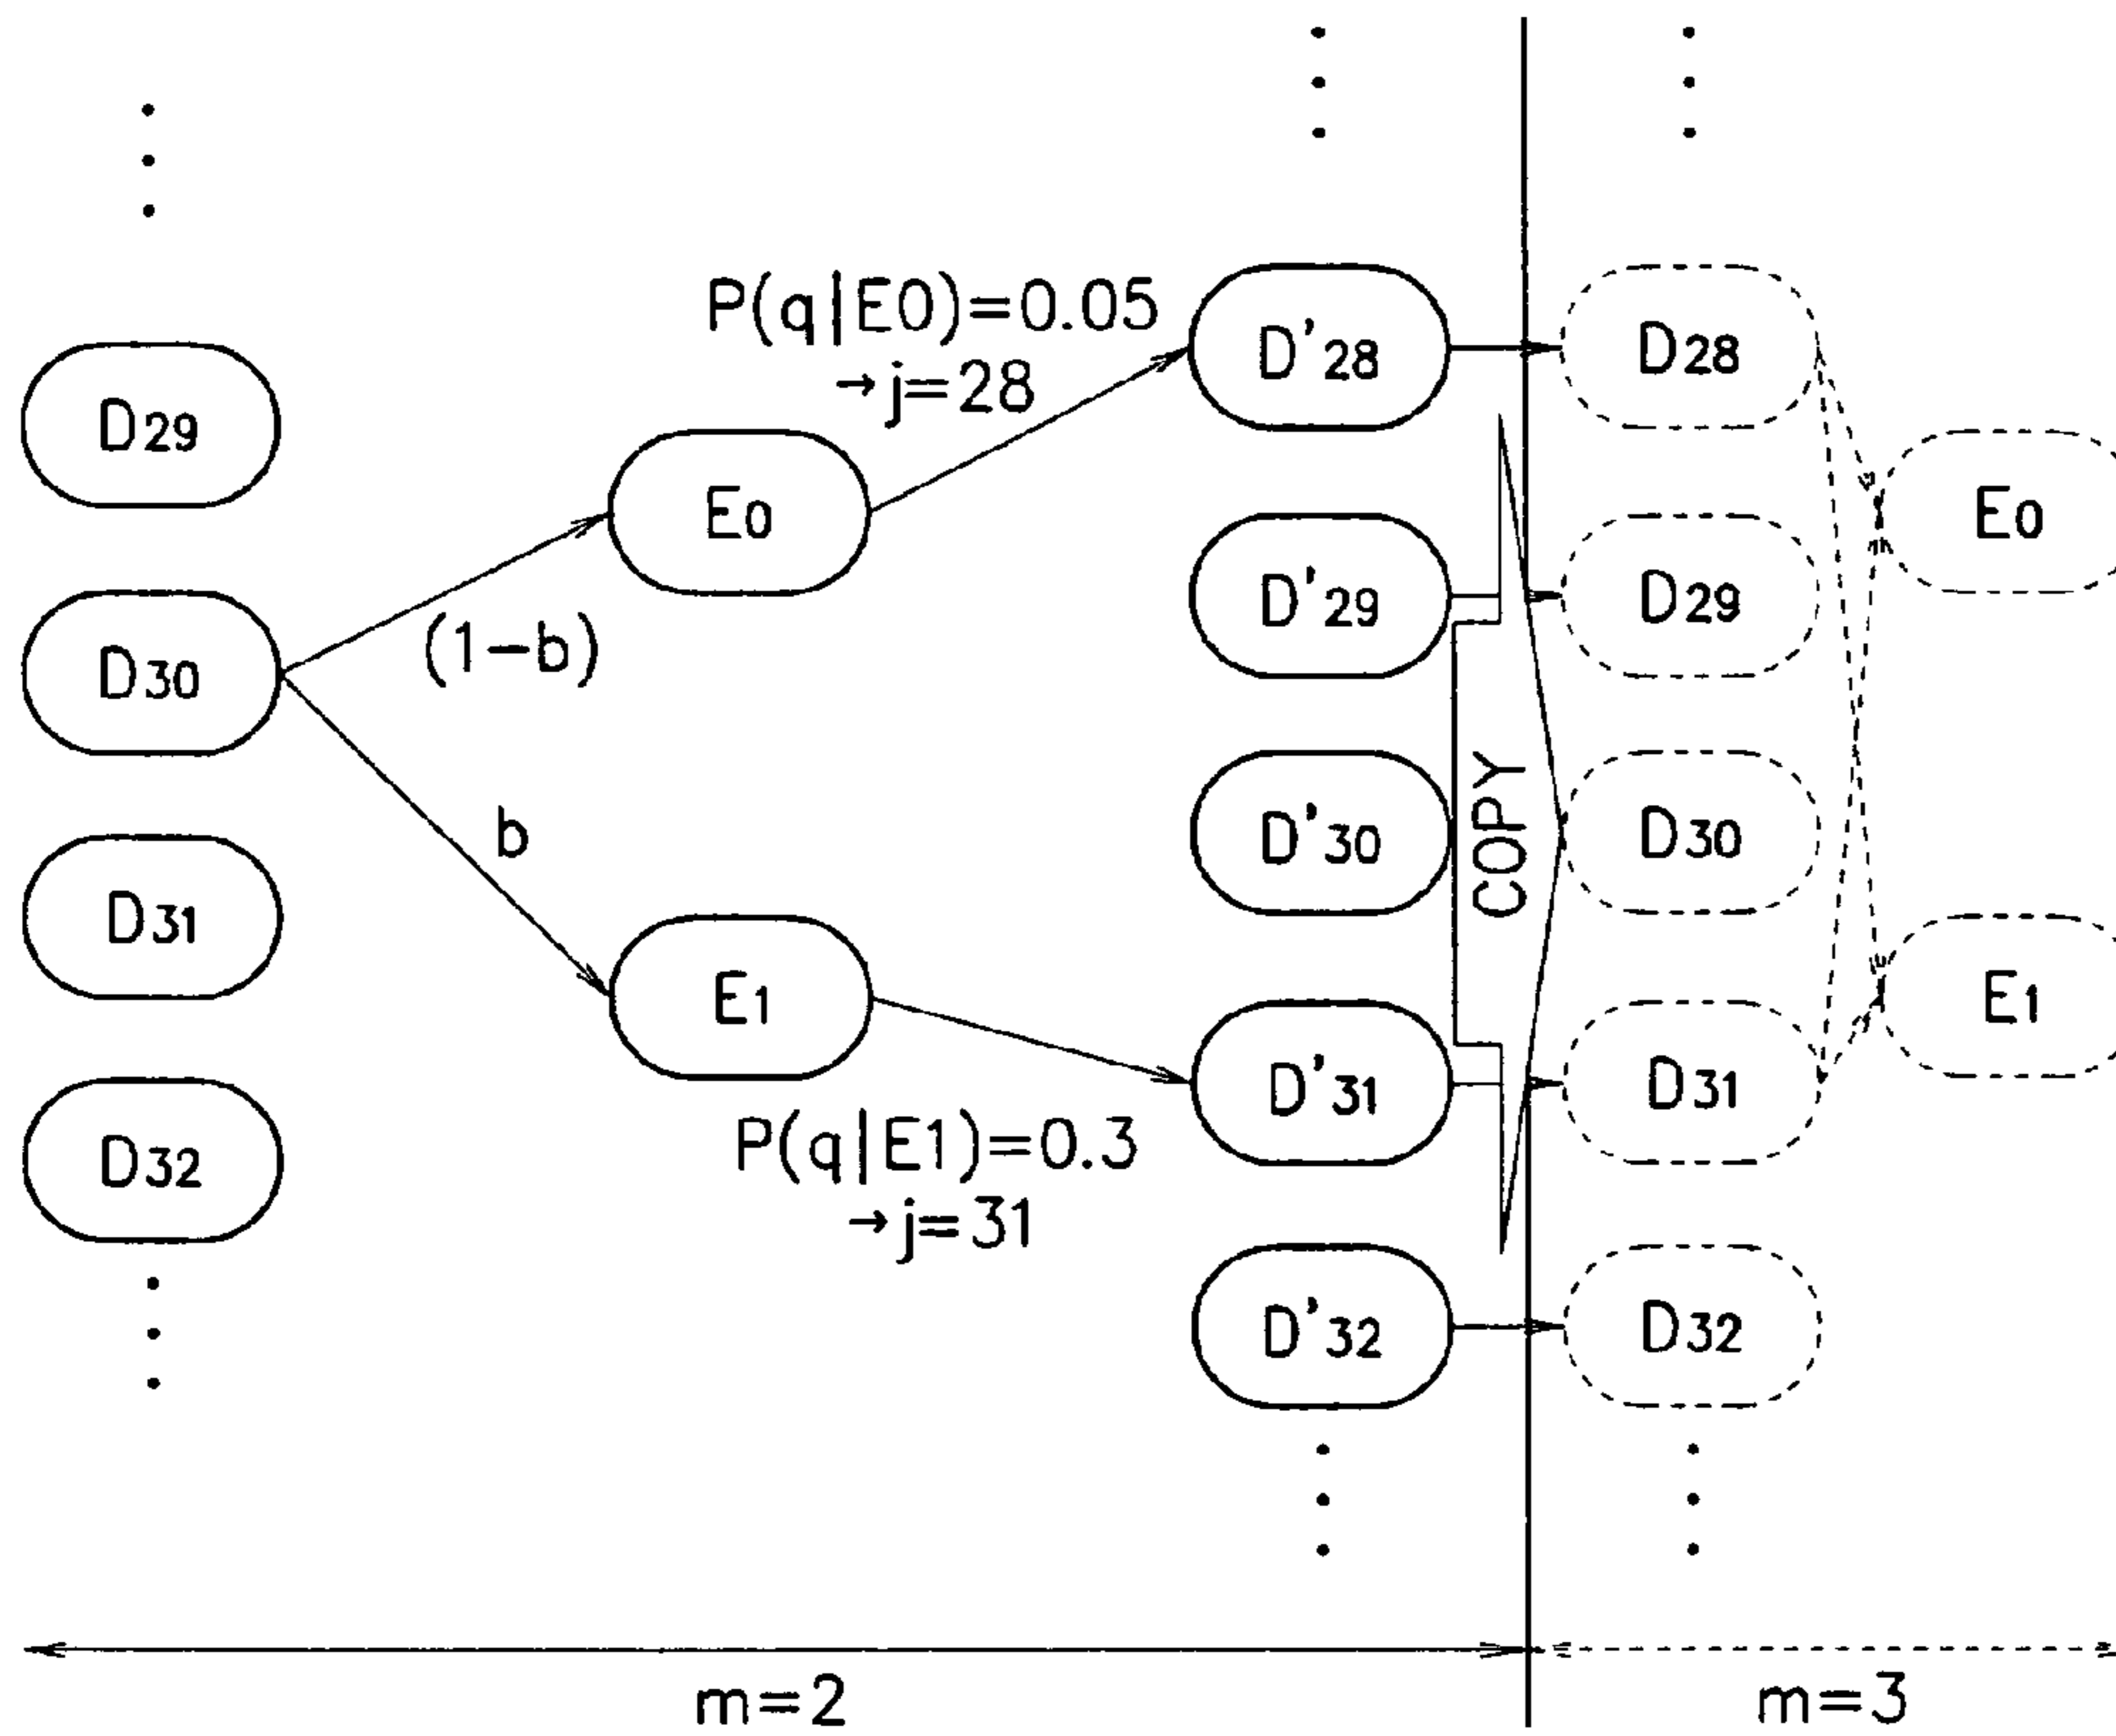 D29
D30
D31
D32
(1-b)
b
E0
E1
P(q|E0)=0.05
→j=28
P(q|E1)=0.3
→j=31
D'28
D'29
D'30
D'31
D'32
COPY
D28
D29
D30
D31
D32
E0
E1
m=2
m=3